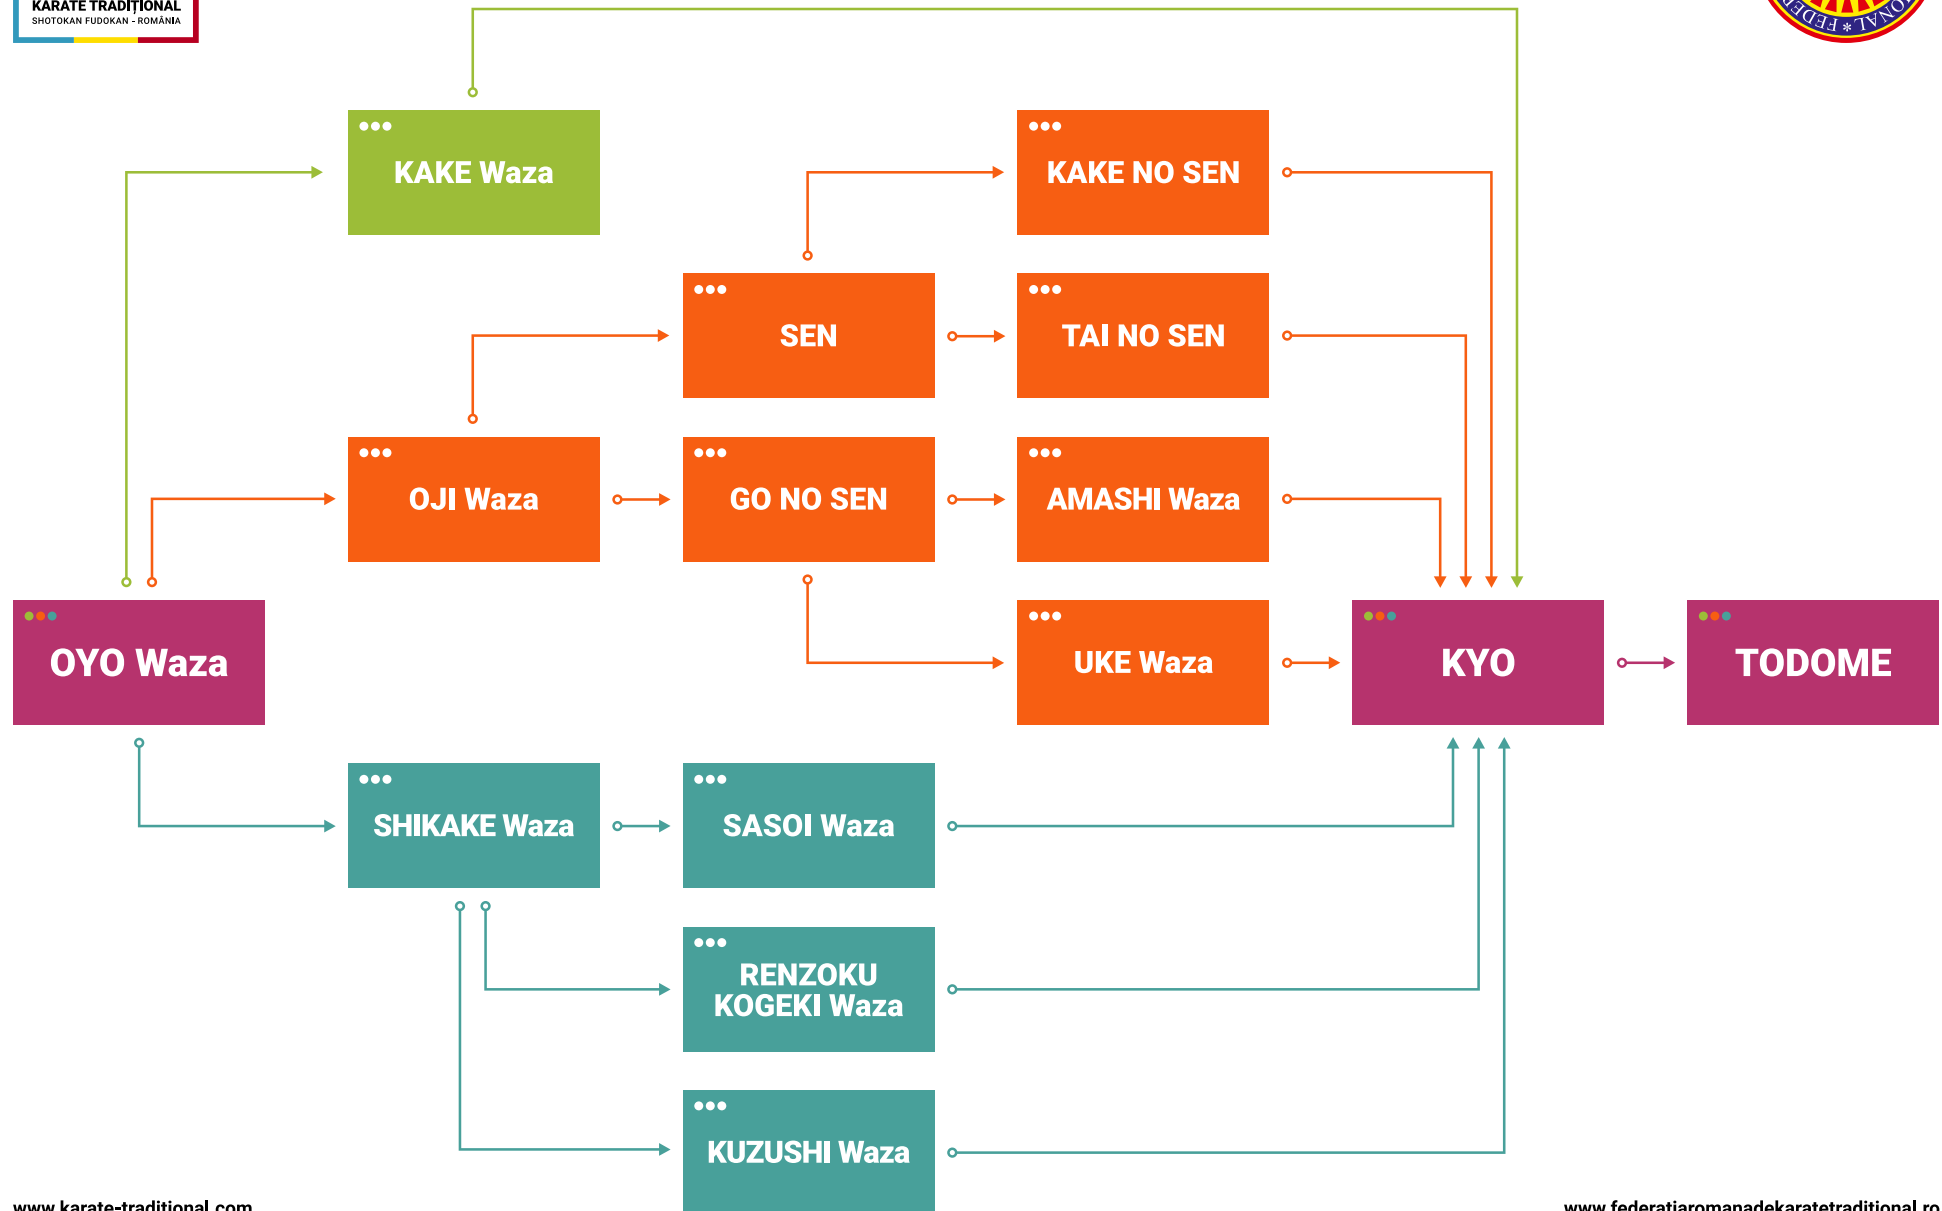 KARATE TRADIȚIONAL
SHOTOKAN FUDOKAN - ROMÂNIA
KAKE Waza
KAKE NO SEN
SEN
TAI NO SEN
OJI Waza
GO NO SEN
AMASHI Waza
OYO Waza
UKE Waza
KYO
TODOME
SHIKAKE Waza
SASOI Waza
RENZOKU
KOGEKI Waza
KUZUSHI Waza
www.karate-traditional.com
www.federatiaromanadekaratetraditional.ro